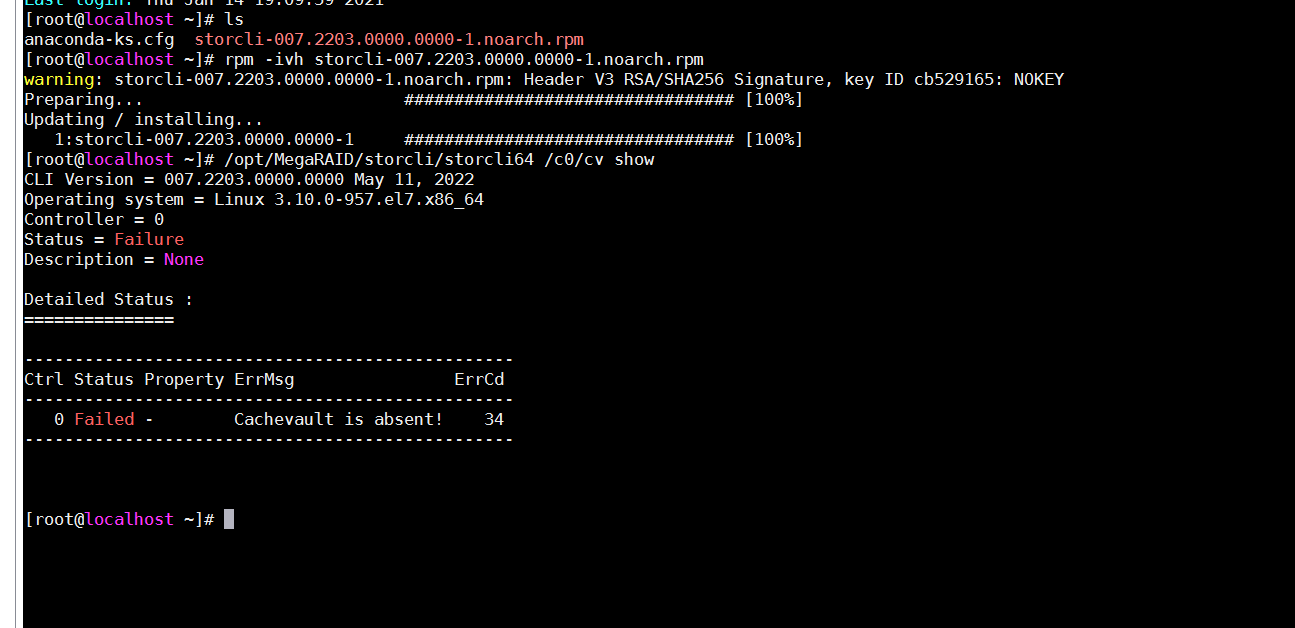 Last login: Thu Jan 14 19:09:59 2021
[root@localhost ~]# ls
anaconda-ks.cfg  storcli-007.2203.0000.0000-1.noarch.rpm
[root@localhost ~]# rpm -ivh storcli-007.2203.0000.0000-1.noarch.rpm
warning: storcli-007.2203.0000.0000-1.noarch.rpm: Header V3 RSA/SHA256 Signature, key ID cb529165: NOKEY
Preparing...                          ################################# [100%]
Updating / installing...
   1:storcli-007.2203.0000.0000-1     ################################# [100%]
[root@localhost ~]# /opt/MegaRAID/storcli/storcli64 /c0/cv show
CLI Version = 007.2203.0000.0000 May 11, 2022
Operating system = Linux 3.10.0-957.el7.x86_64
Controller = 0
Status = Failure
Description = None
Detailed Status :
===============
-------------------------------------------------
Ctrl Status Property ErrMsg                ErrCd
-------------------------------------------------
   0 Failed -        Cachevault is absent!    34
-------------------------------------------------
[root@localhost ~]#